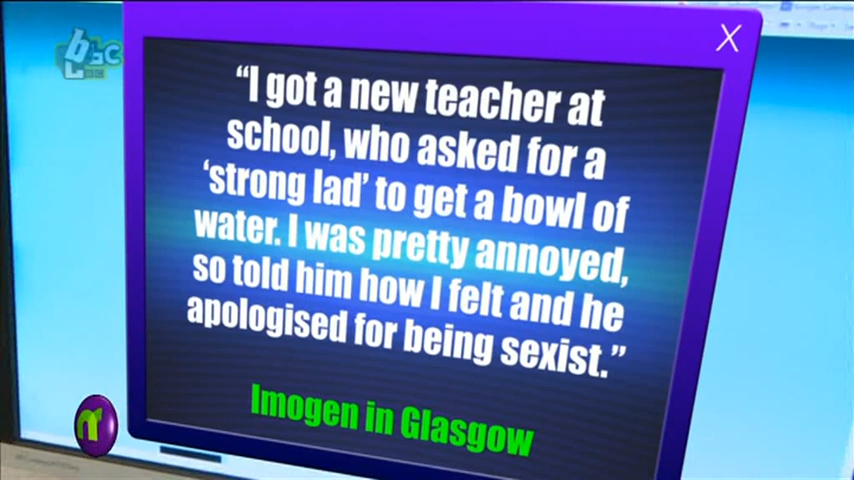 bbc
X
“I got a new teacher at
school, who asked for a
‘strong lad’ to get a bowl of
water. I was pretty annoyed,
so told him how I felt and he
apologised for being sexist.”
Imogen in Glasgow